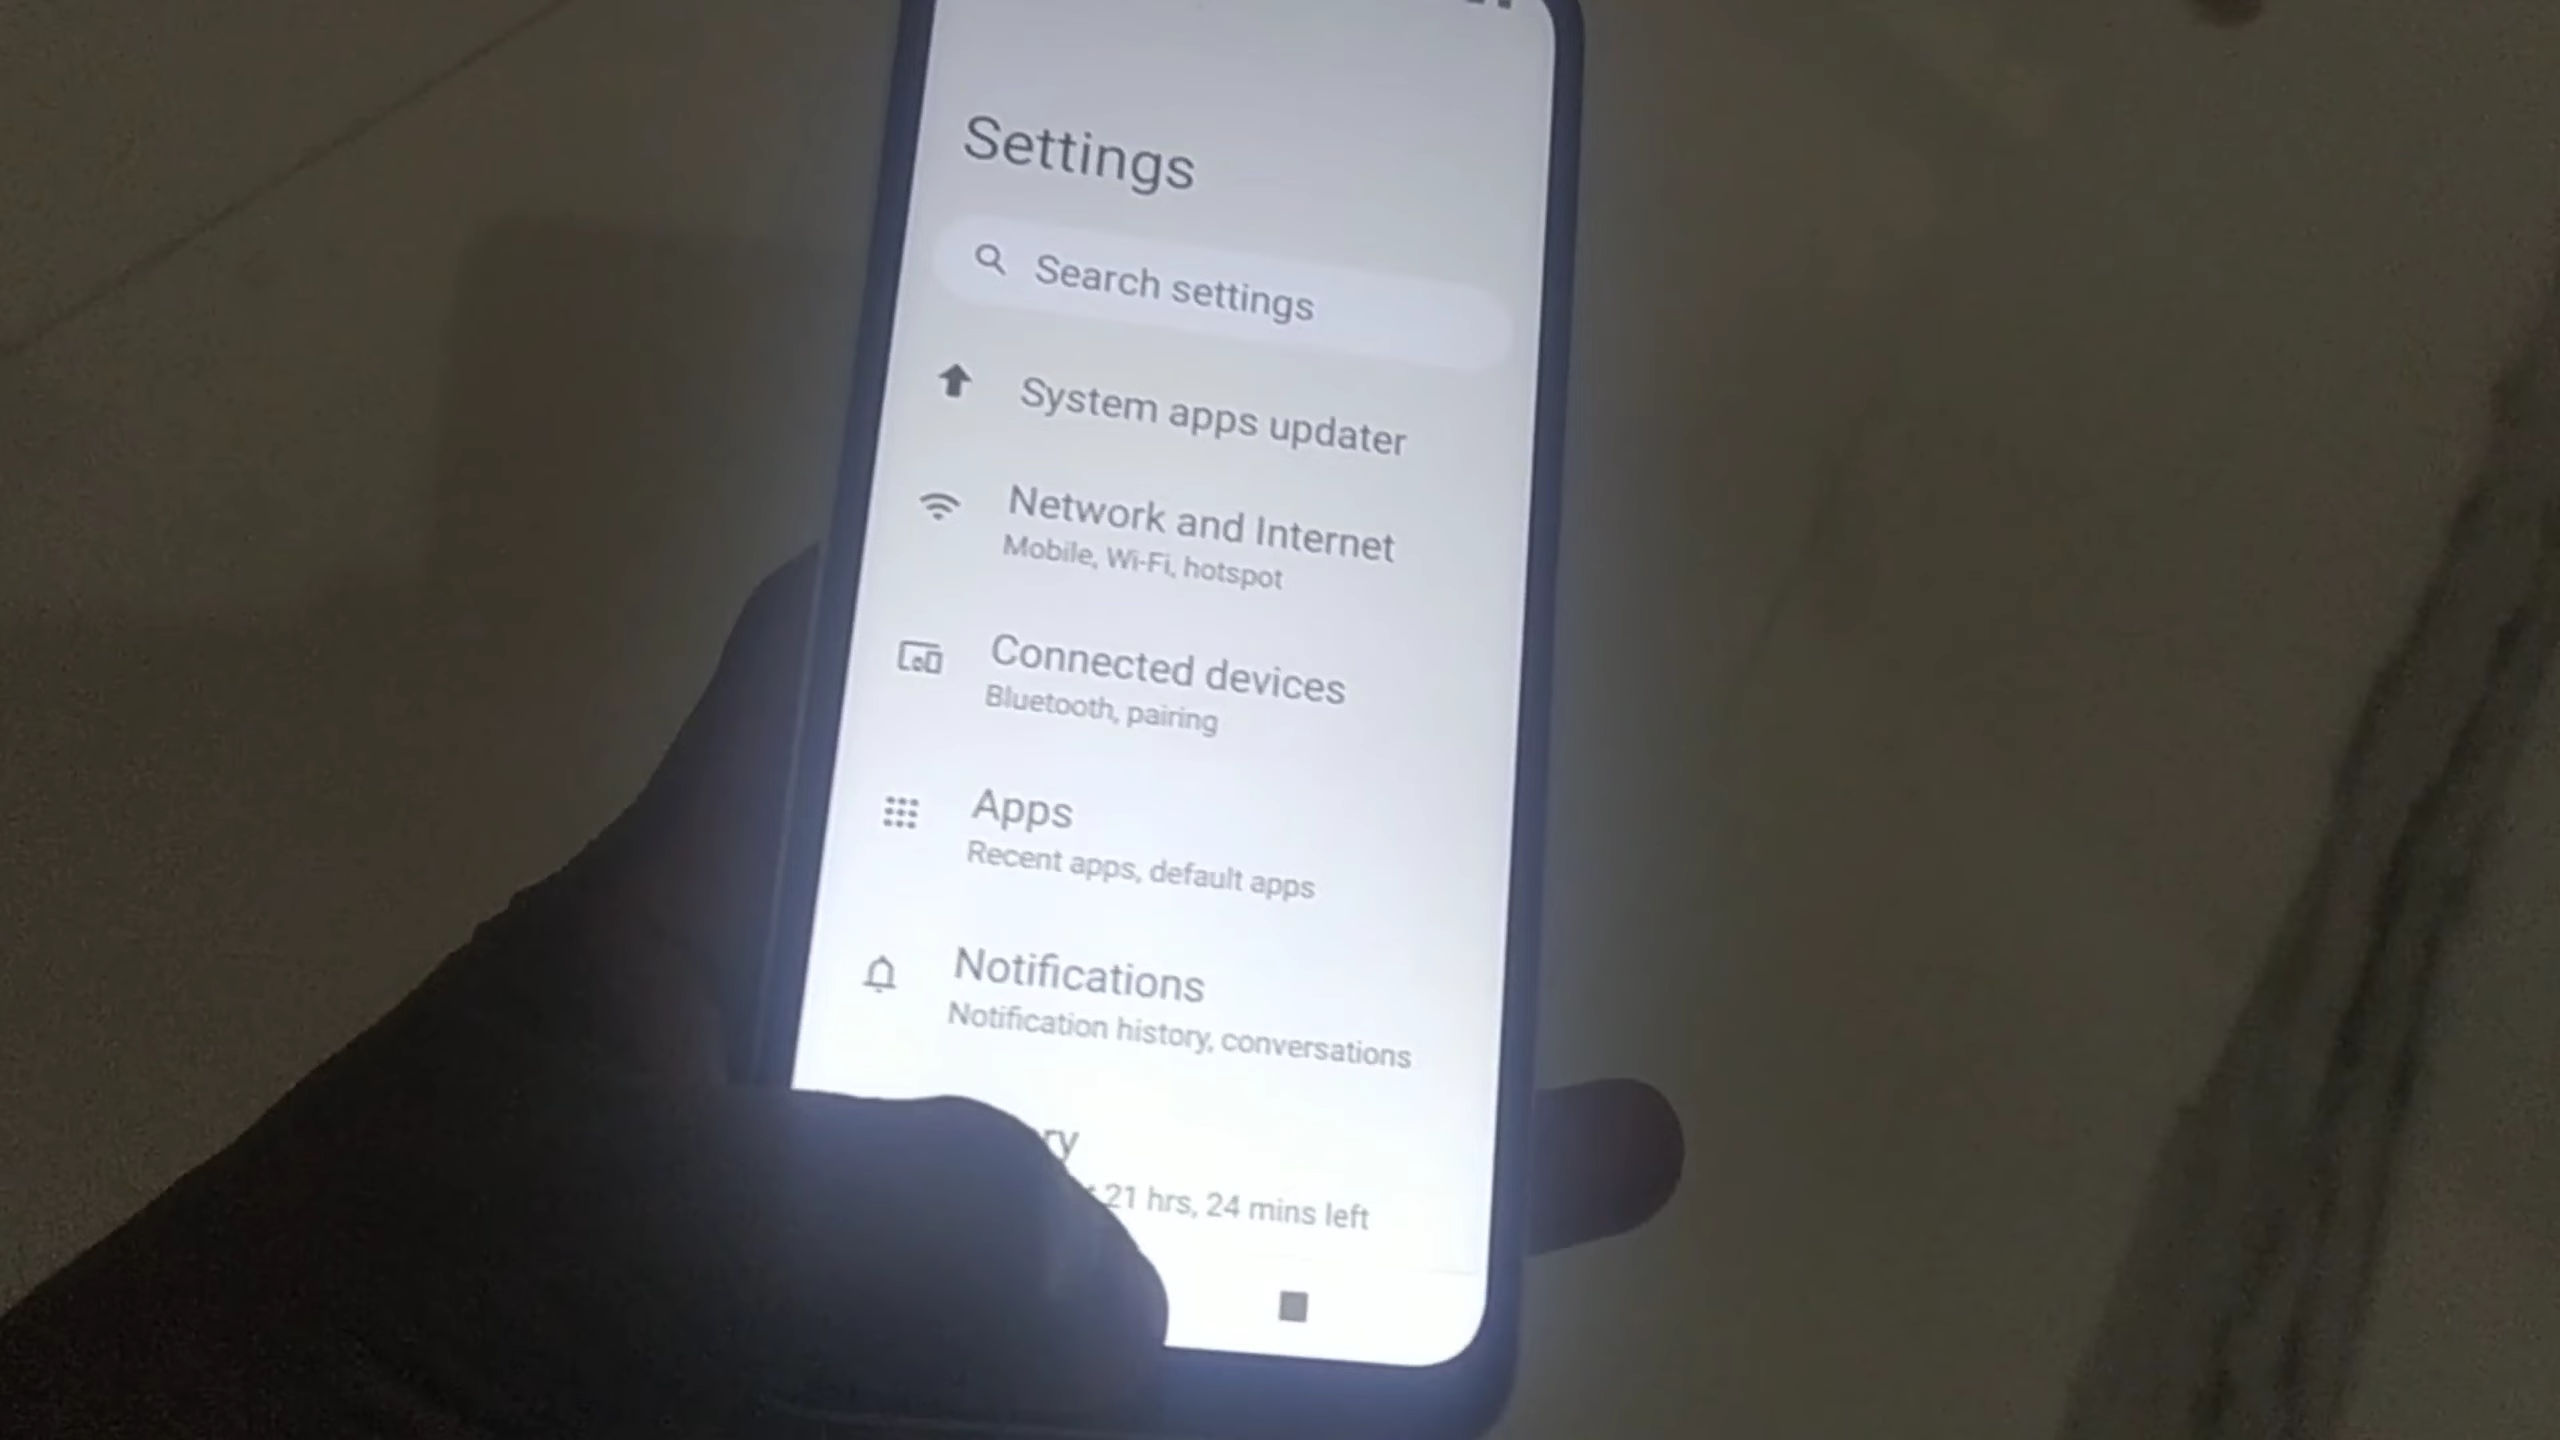 Settings
Search settings
System apps updater
Network and Internet
Mobile, Wi-Fi, hotspot
Connected devices
Bluetooth, pairing
Apps
Recent apps, default apps
Notifications
Notification history, conversations
21 hrs, 24 mins left